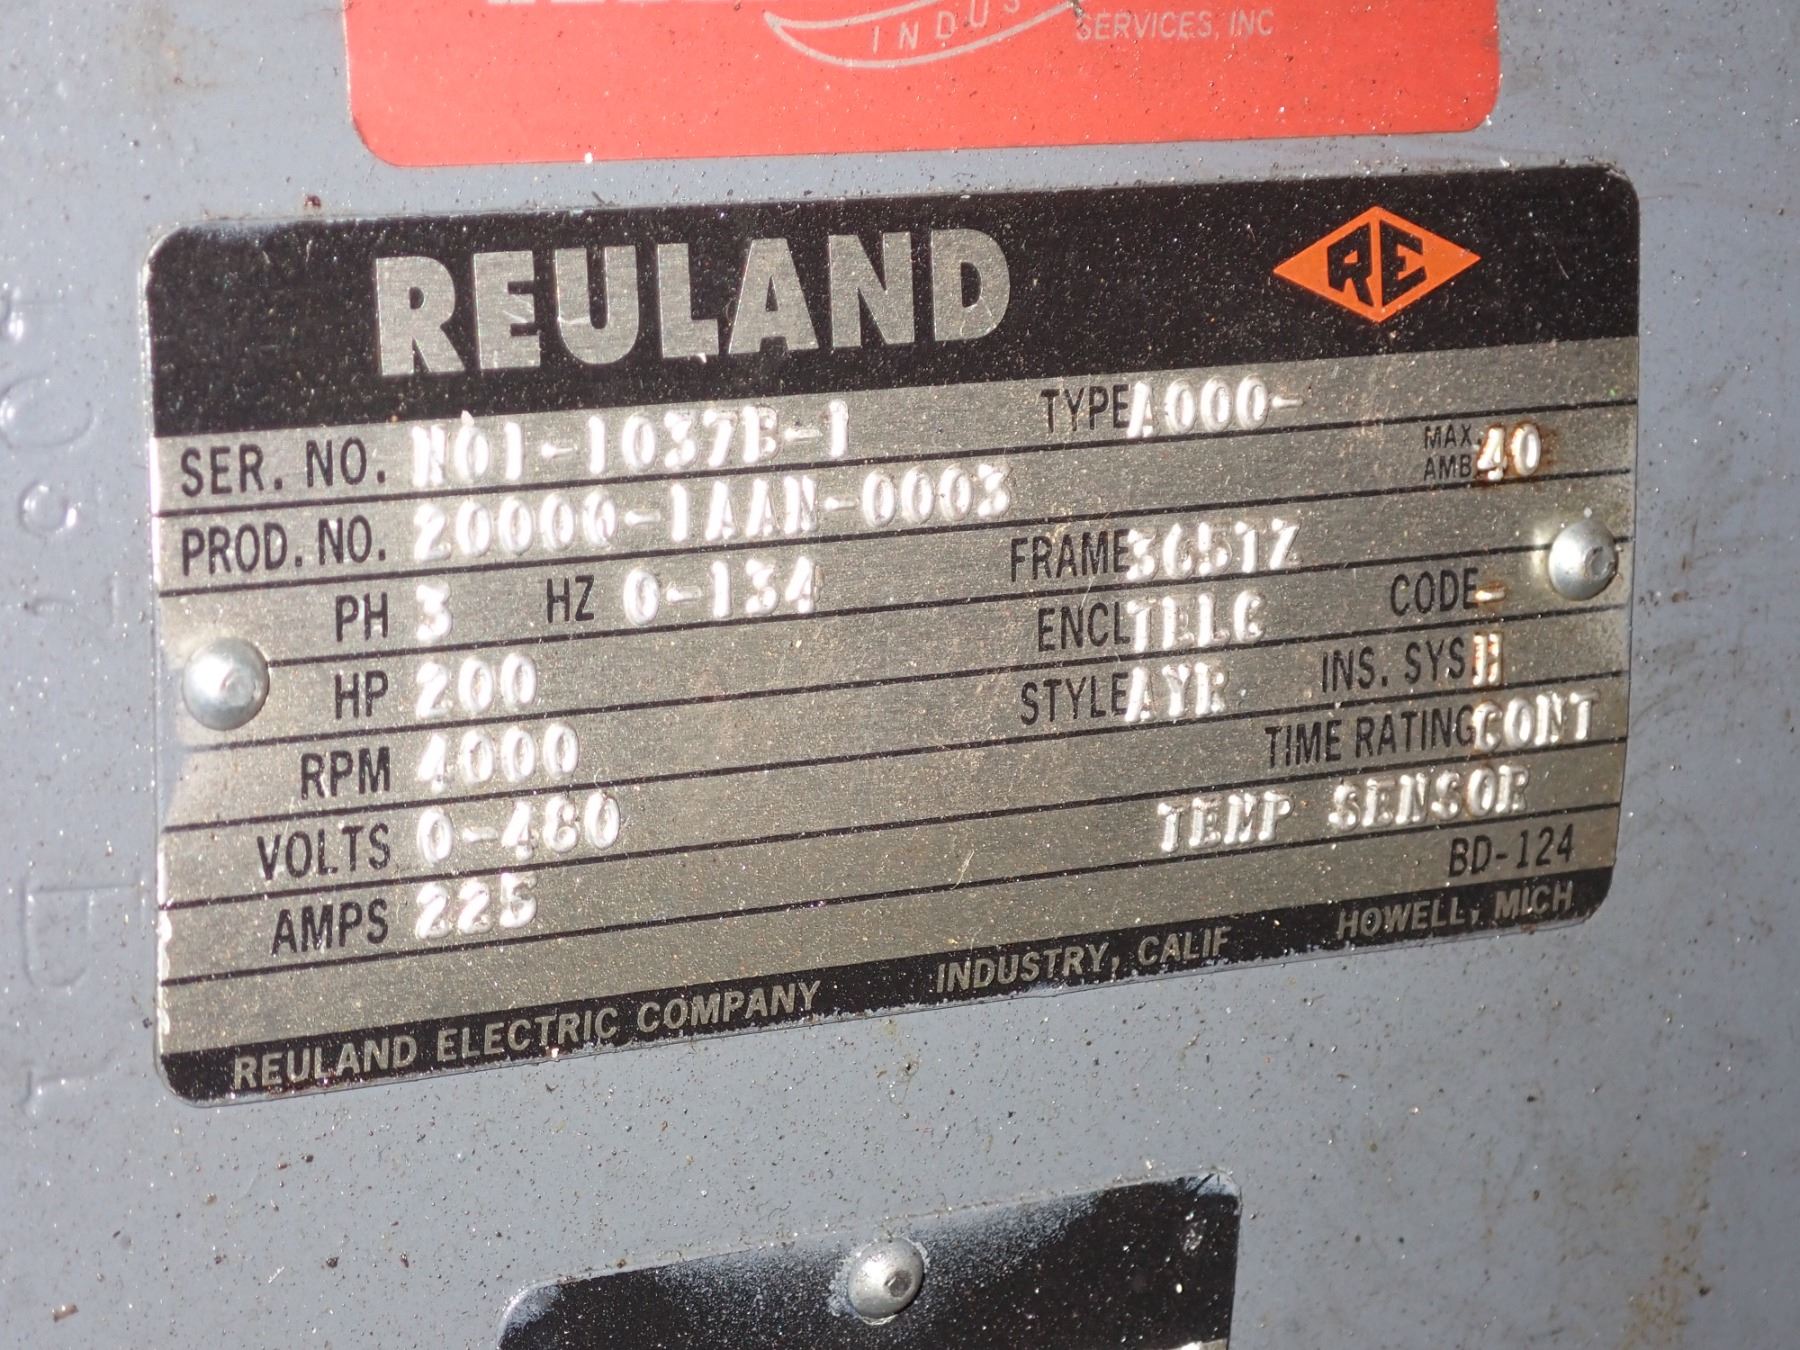 INDUS
SERVICES, INC
REULAND
RE
SER. NO. N01-1037B-1 TYPE A000-
PROD. NO. 20000-1AAN-0003 MAX. AMB. 40
PH 3 HZ 0-134 FRAME 365TZ
HP 200 ENCL TELC CODE -
RPM 4000 STYLE AYR INS. SYS. H
VOLTS 0-480 TIME RATING CONT
AMPS 225 TEMP SENSOR
BD-124
REULAND ELECTRIC COMPANY INDUSTRY, CALIF HOWELL, MICH